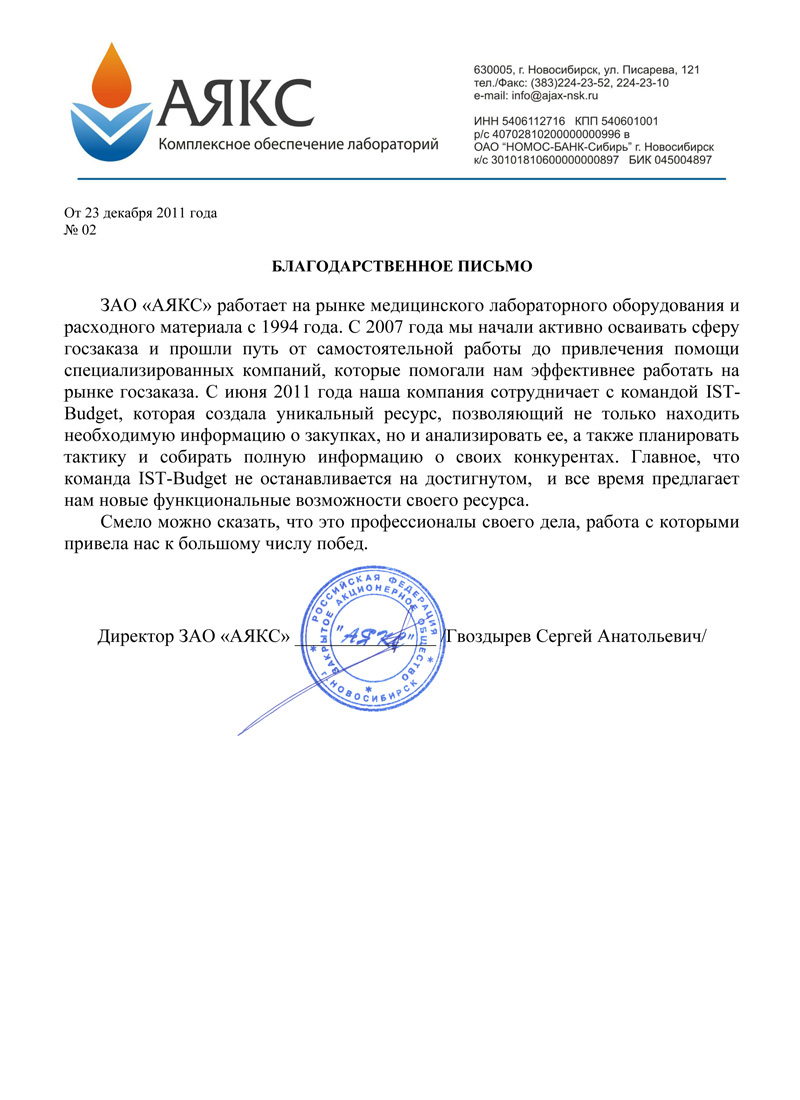 АЯКС
Комплексное обеспечение лабораторий
630005, г. Новосибирск, ул. Писарева, 121
тел./Факс: (383)224-23-52, 224-23-10
e-mail: info@ajax-nsk.ru
ИНН 5406112716 КПП 540601001
р/с 40702810200000000996 в
ОАО “НОМОС-БАНК-Сибирь” г. Новосибирск
к/с 30101810600000000897 БИК 045004897
От 23 декабря 2011 года
№ 02
БЛАГОДАРСТВЕННОЕ ПИСЬМО
ЗАО «АЯКС» работает на рынке медицинского лабораторного оборудования и
расходного материала с 1994 года. С 2007 года мы начали активно осваивать сферу
госзаказа и прошли путь от самостоятельной работы до привлечения помощи
специализированных компаний, которые помогали нам эффективнее работать на
рынке госзаказа. С июня 2011 года наша компания сотрудничает с командой IST-
Budget, которая создала уникальный ресурс, позволяющий не только находить
необходимую информацию о закупках, но и анализировать ее, а также планировать
тактику и собирать полную информацию о своих конкурентах. Главное, что
команда IST-Budget не останавливается на достигнутом, и все время предлагает
нам новые функциональные возможности своего ресурса.
Смело можно сказать, что это профессионалы своего дела, работа с которыми
привела нас к большому числу побед.
Директор ЗАО «АЯКС» _______________ /Гвоздырев Сергей Анатольевич/
РОССИЙСКАЯ ФЕДЕРАЦИЯ
* г. НОВОСИБИРСК *
ЗАКРЫТОЕ АКЦИОНЕРНОЕ ОБЩЕСТВО
*
"АЯКС"